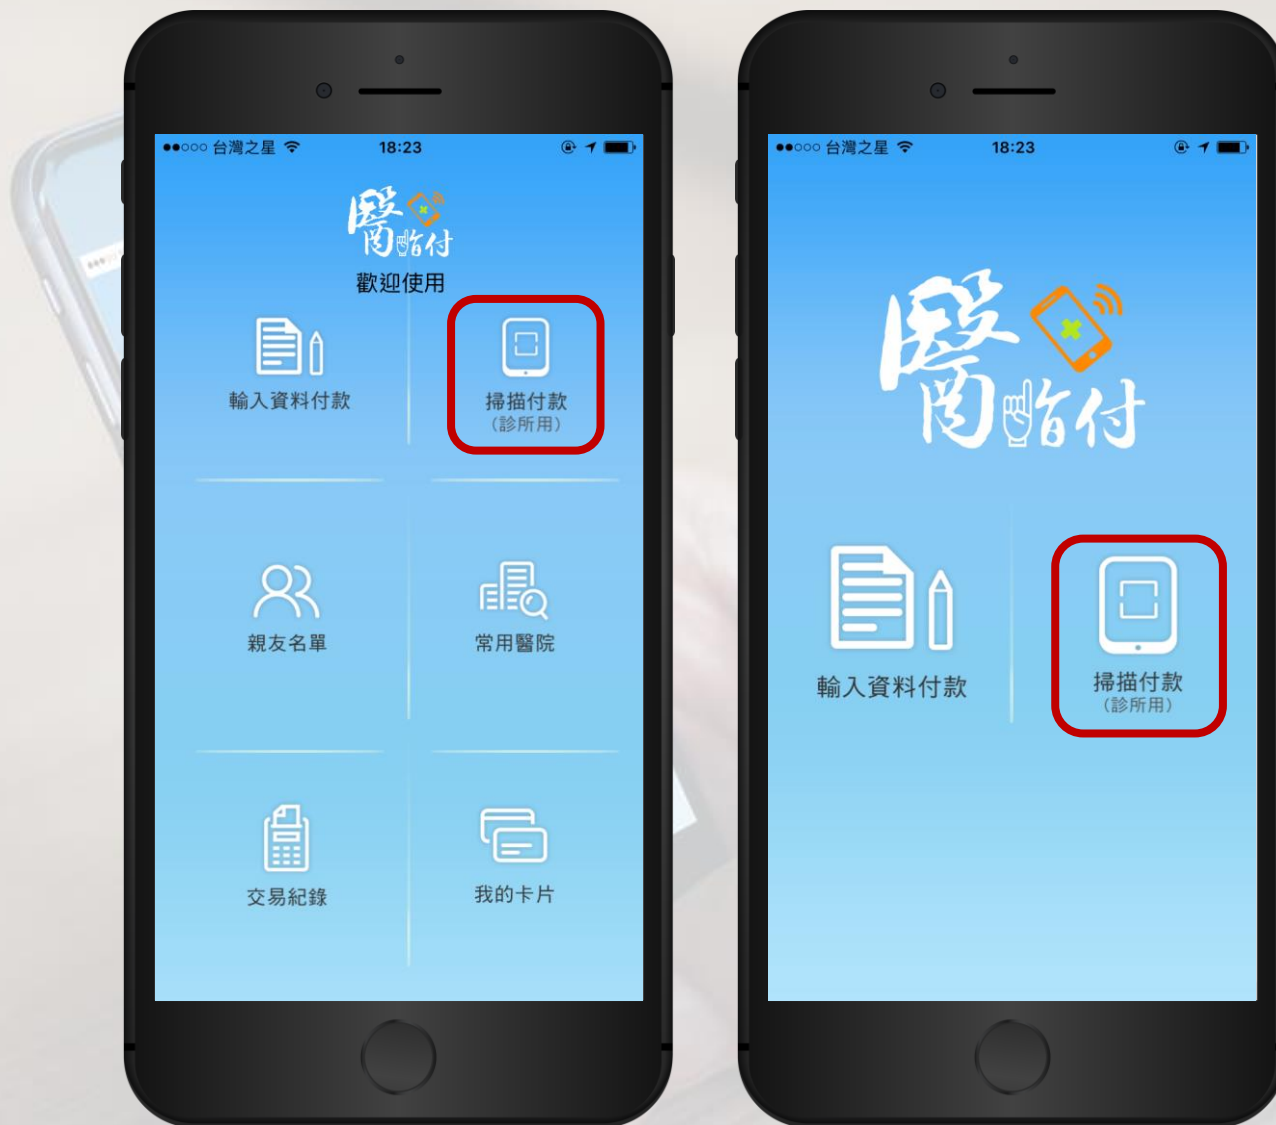 台灣之星 18:23
醫指付
歡迎使用
輸入資料付款
掃描付款
(診所用)
親友名單
常用醫院
交易紀錄
我的卡片
台灣之星 18:23
醫指付
輸入資料付款
掃描付款
(診所用)